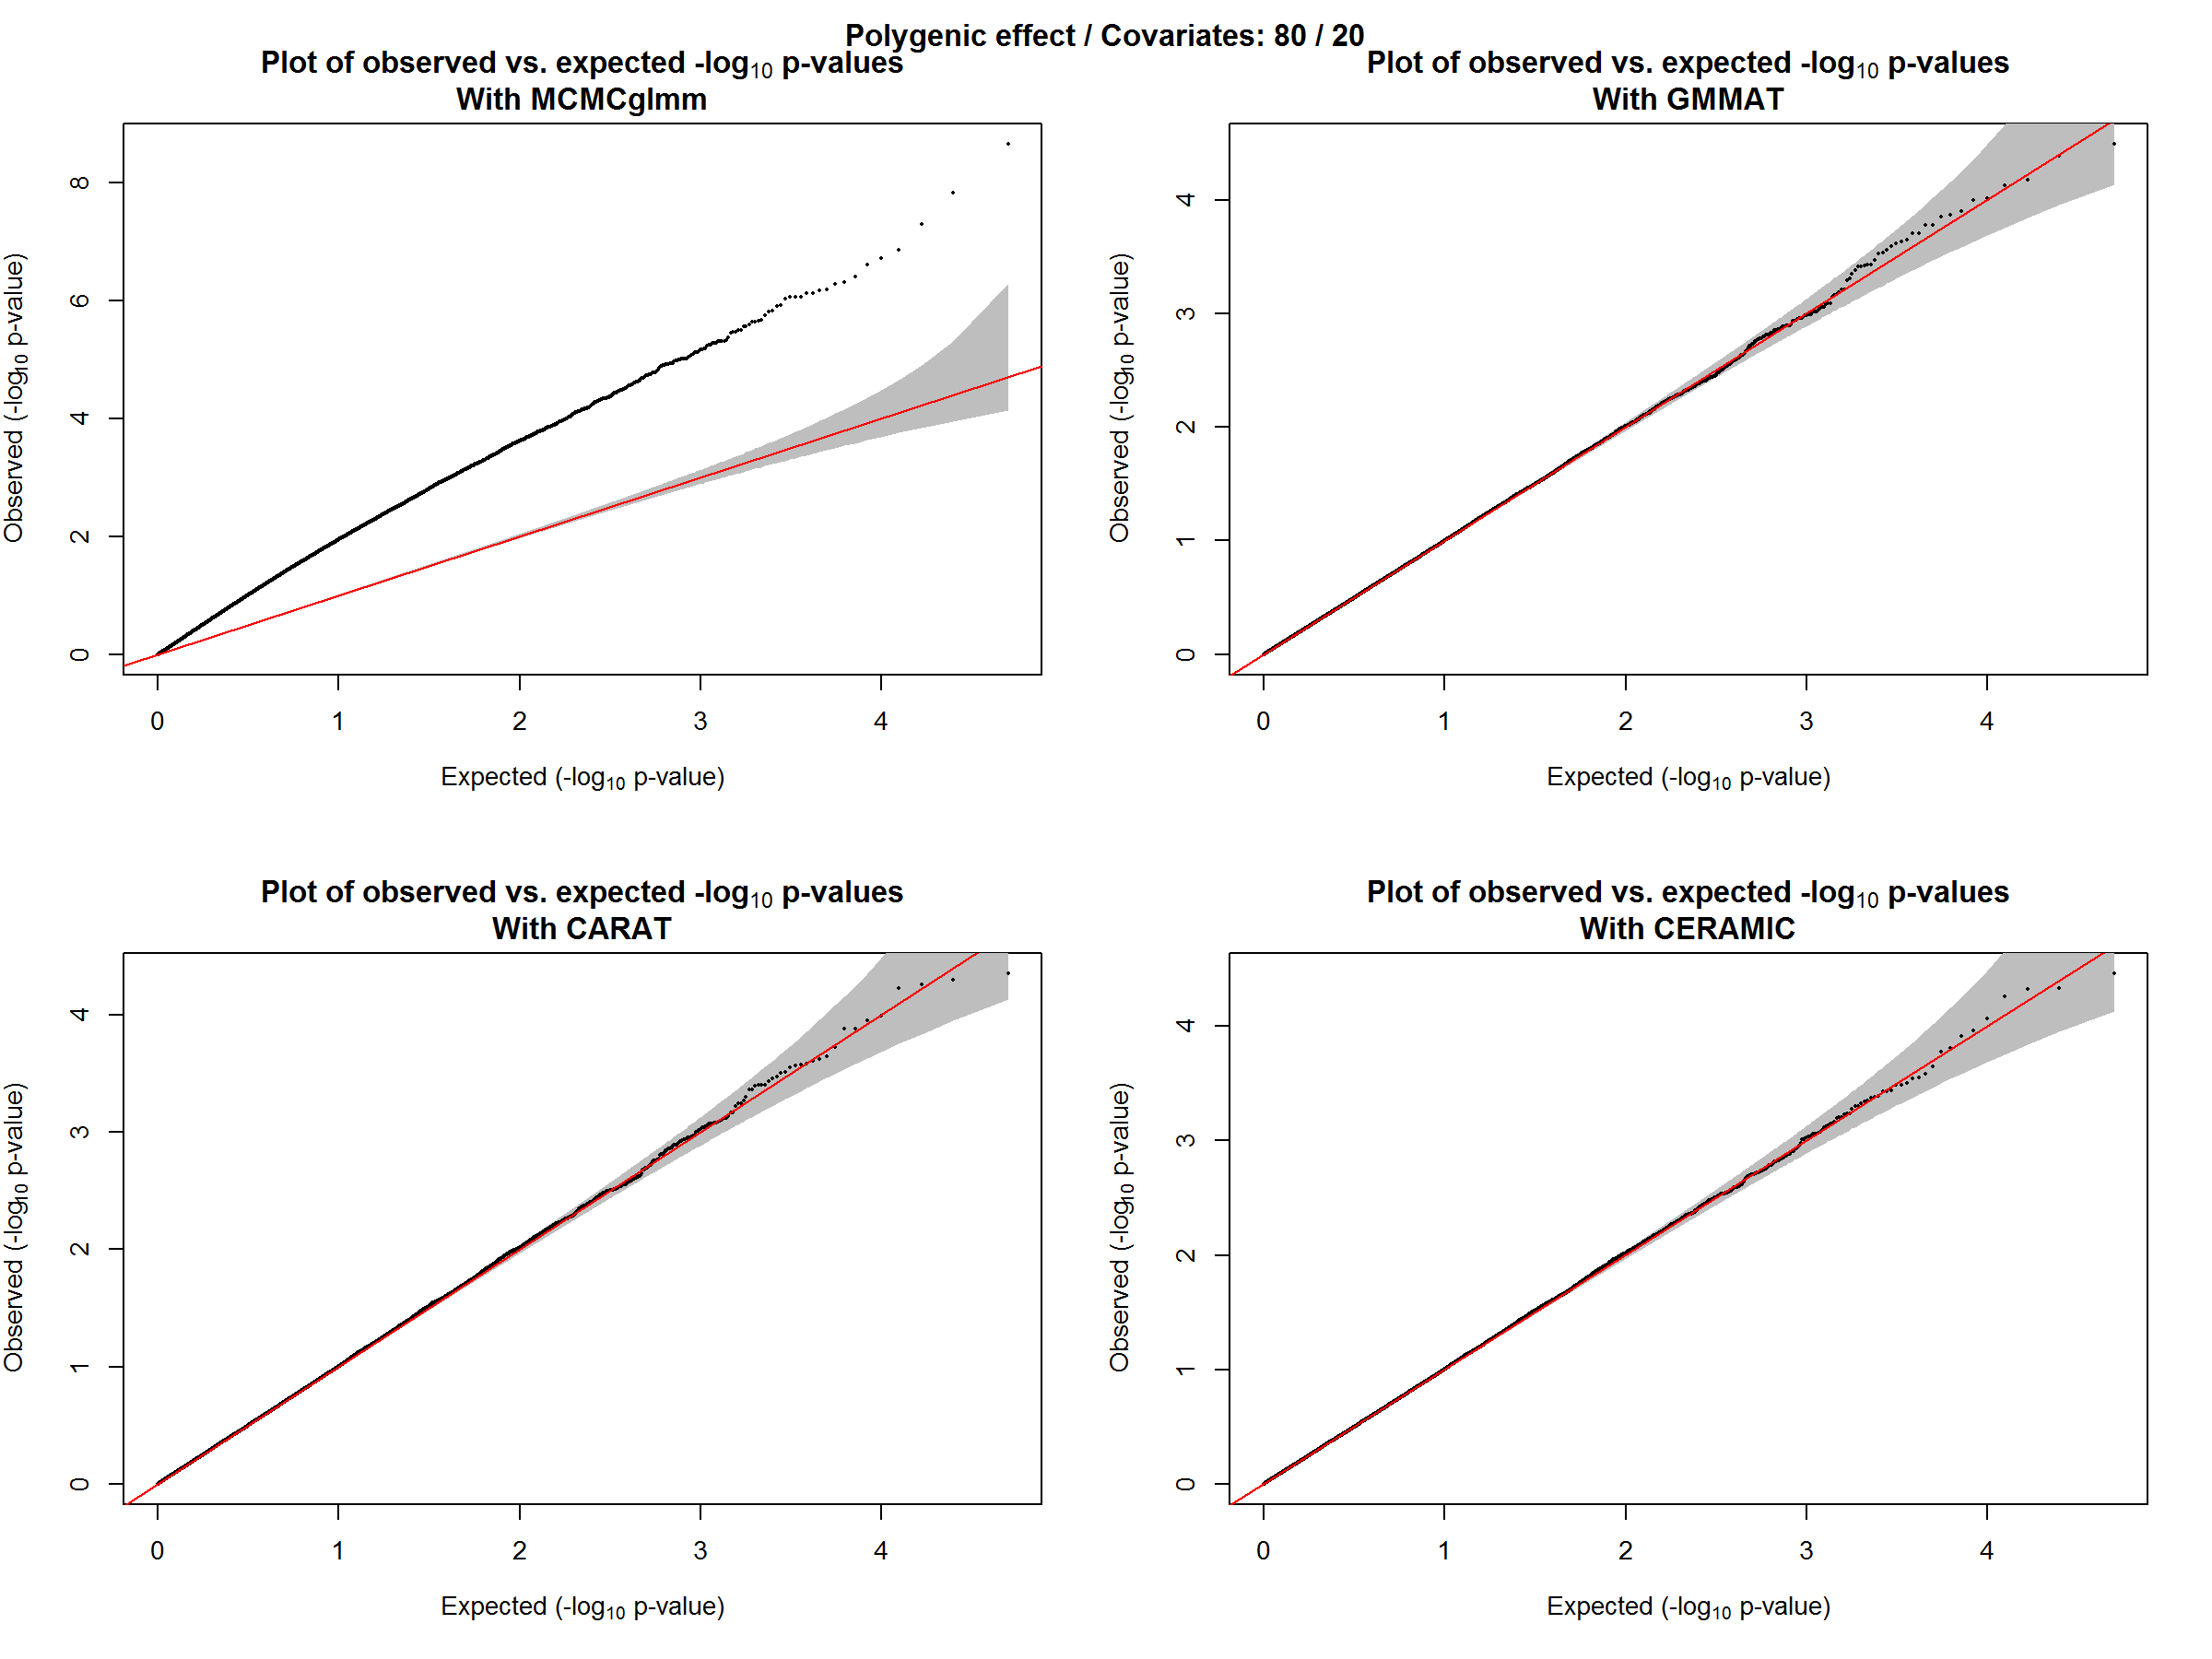 Polygenic effect / Covariates: 80 / 20
Plot of observed vs. expected -log10 p-values
With MCMCglmm
Observed (-log10 p-value)
8
6
4
2
0
0 1 2 3 4
Expected (-log10 p-value)
Plot of observed vs. expected -log10 p-values
With GMMAT
Observed (-log10 p-value)
4
3
2
1
0
0 1 2 3 4
Expected (-log10 p-value)
Plot of observed vs. expected -log10 p-values
With CARAT
Observed (-log10 p-value)
4
3
2
1
0
0 1 2 3 4
Expected (-log10 p-value)
Plot of observed vs. expected -log10 p-values
With CERAMIC
Observed (-log10 p-value)
4
3
2
1
0
0 1 2 3 4
Expected (-log10 p-value)